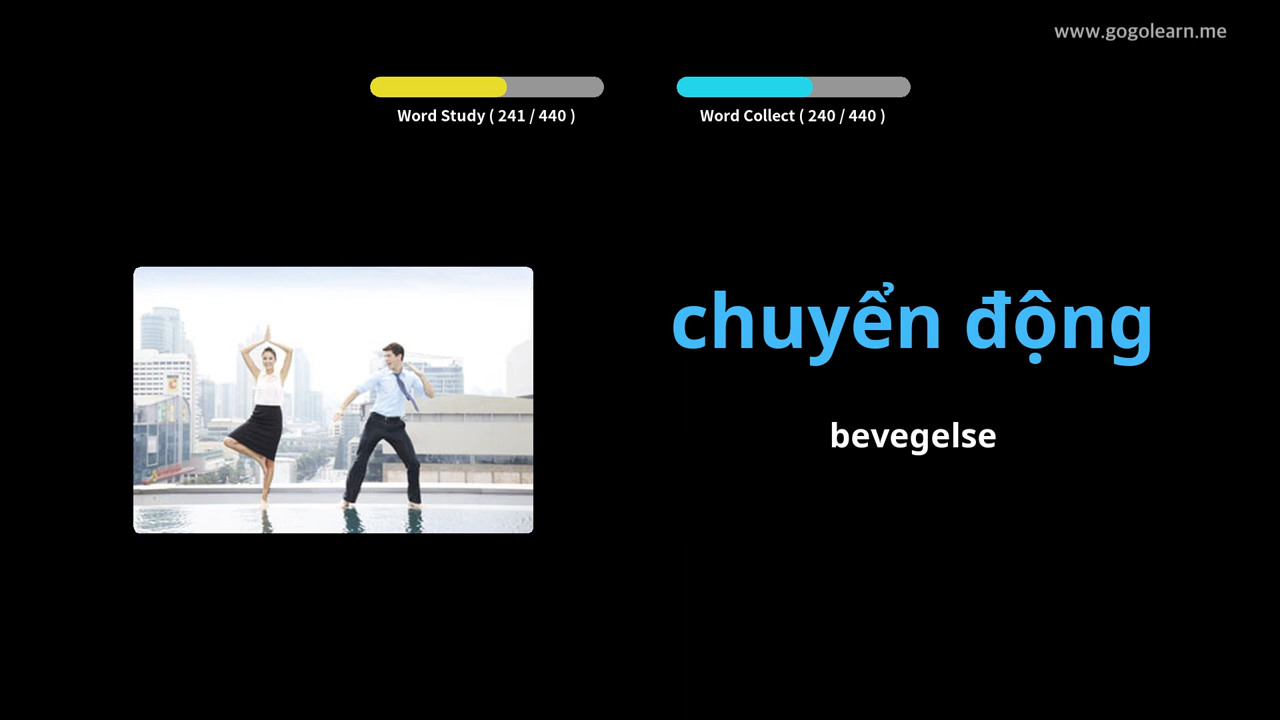 www.gogolearn.me
Word Study ( 241 / 440 )
Word Collect ( 240 / 440 )
chuyển động
bevegelse